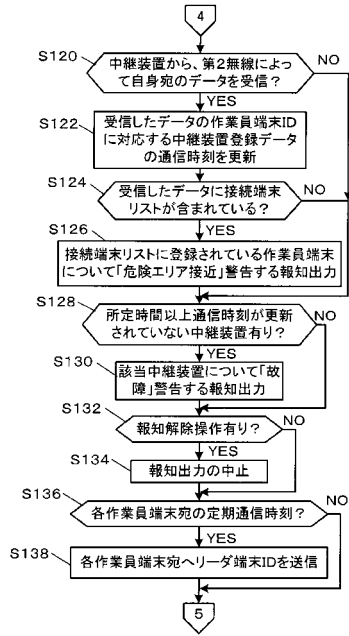 4
S120
中継装置から、第2無線によ
って自身宛のデータを受信？
NO
YES
S122
受信したデータの作業員端末ID
に対応する中継装置登録データ
の通信時刻を更新
S124
受信したデータに接続端末
リストが含まれている？
NO
YES
S126
接続端末リストに登録されている作業員端末
について「危険エリア接近」警告する報知出力
S128
所定時間以上通信時刻が更新
されていない中継装置有り？
NO
YES
S130
該当中継装置について「故
障」警告する報知出力
S132
報知解除操作有り？
NO
YES
S134
報知出力の中止
S136
各作業員端末宛の定期通信時刻？
NO
YES
S138
各作業員端末宛へリーダ端末IDを送信
5